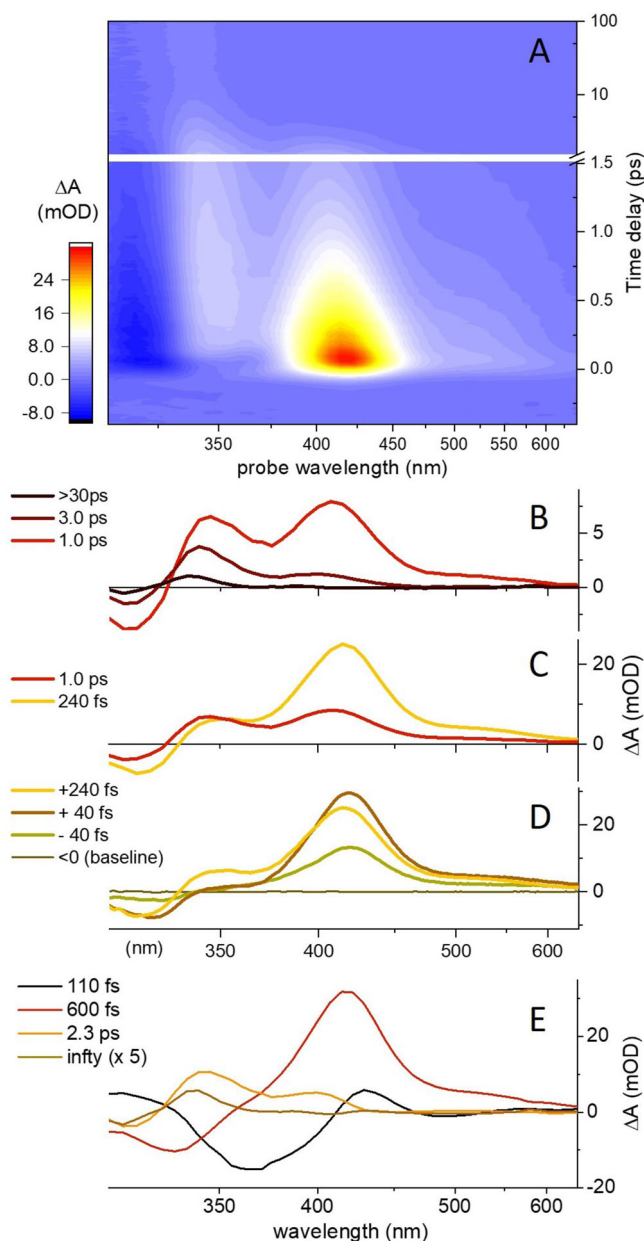 A
100
10
1.5
1.0
0.5
0.0
Time delay (ps)
ΔA
(mOD)
24
16
8.0
0.0
-8.0
350 400 450 500 550 600
probe wavelength (nm)
>30ps
3.0 ps
1.0 ps
B
5
0
1.0 ps
240 fs
C
20
0
ΔA (mOD)
+240 fs
+ 40 fs
- 40 fs
<0 (baseline)
D
20
0
(nm) 350 400 500 600
110 fs
600 fs
2.3 ps
infty (x 5)
E
20
0
-20
ΔA (mOD)
350 400 500 600
wavelength (nm)